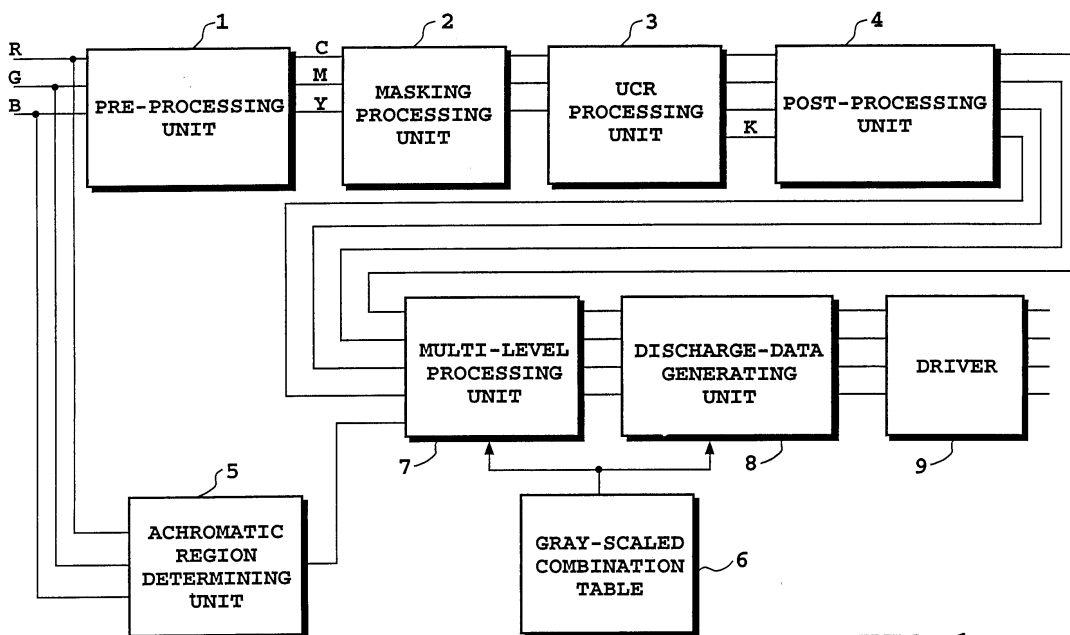 1
2
3
4
R
G
B
C
M
Y
K
PRE-PROCESSING
UNIT
MASKING
PROCESSING
UNIT
UCR
PROCESSING
UNIT
POST-PROCESSING
UNIT
MULTI-LEVEL
PROCESSING
UNIT
DISCHARGE-DATA
GENERATING
UNIT
DRIVER
7
8
9
5
ACHROMATIC
REGION
DETERMINING
UNIT
GRAY-SCALED
COMBINATION
TABLE
6